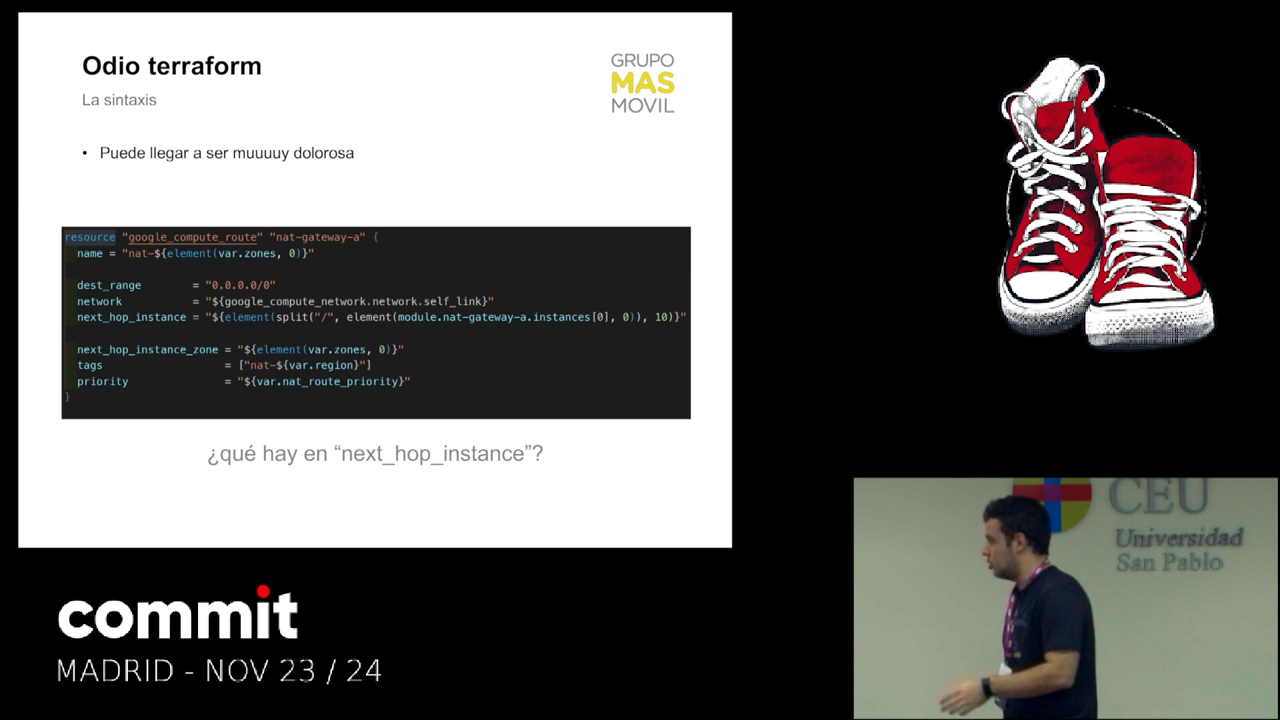 Odio terraform
La sintaxis
GRUPO
MAS
MOVIL
• Puede llegar a ser muuuuy dolorosa
resource "google_compute_route" "nat-gateway-a" {
name = "nat-${element(var.zones, 0)}"
dest_range = "0.0.0.0/0"
network = "${google_compute_network.network.self_link}"
next_hop_instance = "${element(split("/", element(module.nat-gateway-a.instances[0], 0)), 10)}"
next_hop_instance_zone = "${element(var.zones, 0)}"
tags = ["nat-${var.region}"]
priority = "${var.nat_route_priority}"
}
¿qué hay en “next_hop_instance”?
commit
MADRID - NOV 23 / 24
CEU
Universidad
San Pablo